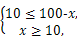 10 ≤ 100-x,
x ≥ 10,